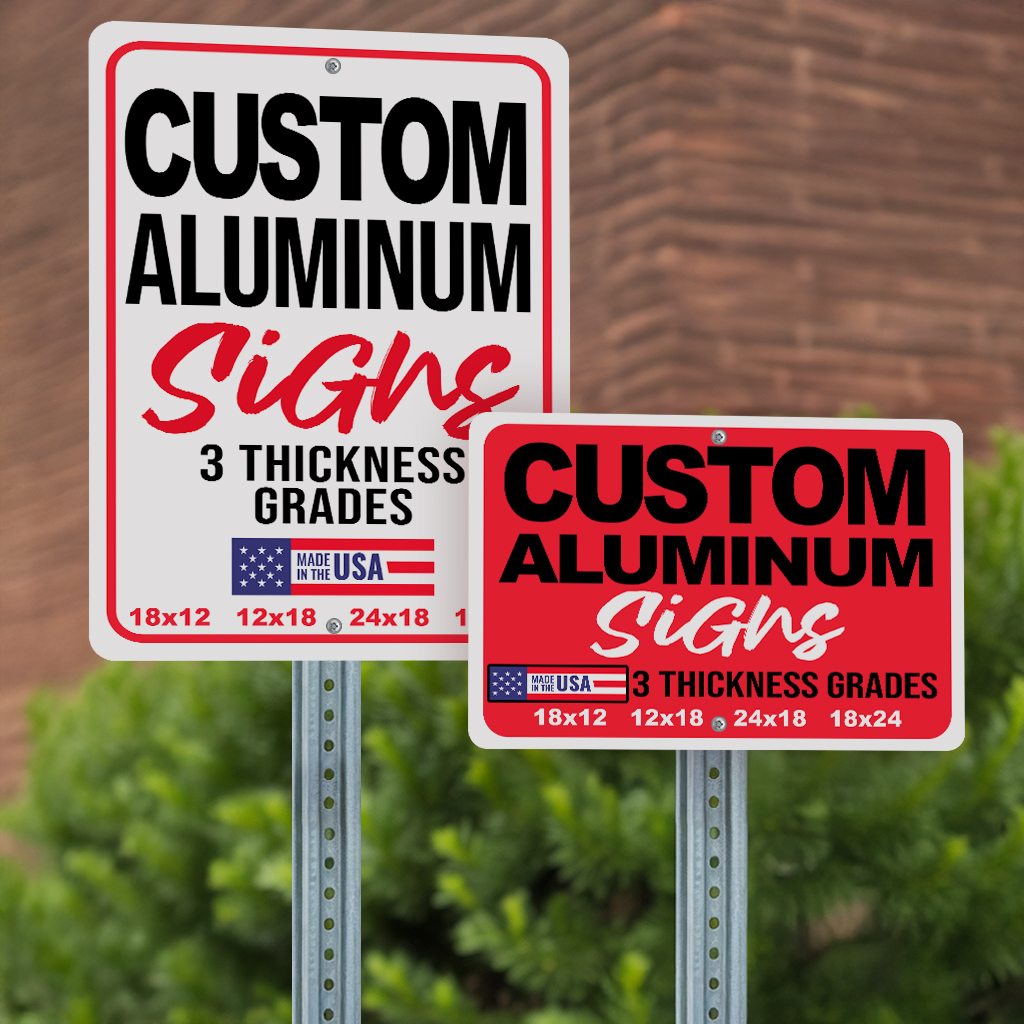 CUSTOM
ALUMINUM
Signs
3 THICKNESS
GRADES
MADE
IN THE USA
18x12 12x18 24x18 1
CUSTOM
ALUMINUM
Signs
MADE
IN THE USA
3 THICKNESS GRADES
18x12 12x18 24x18 18x24